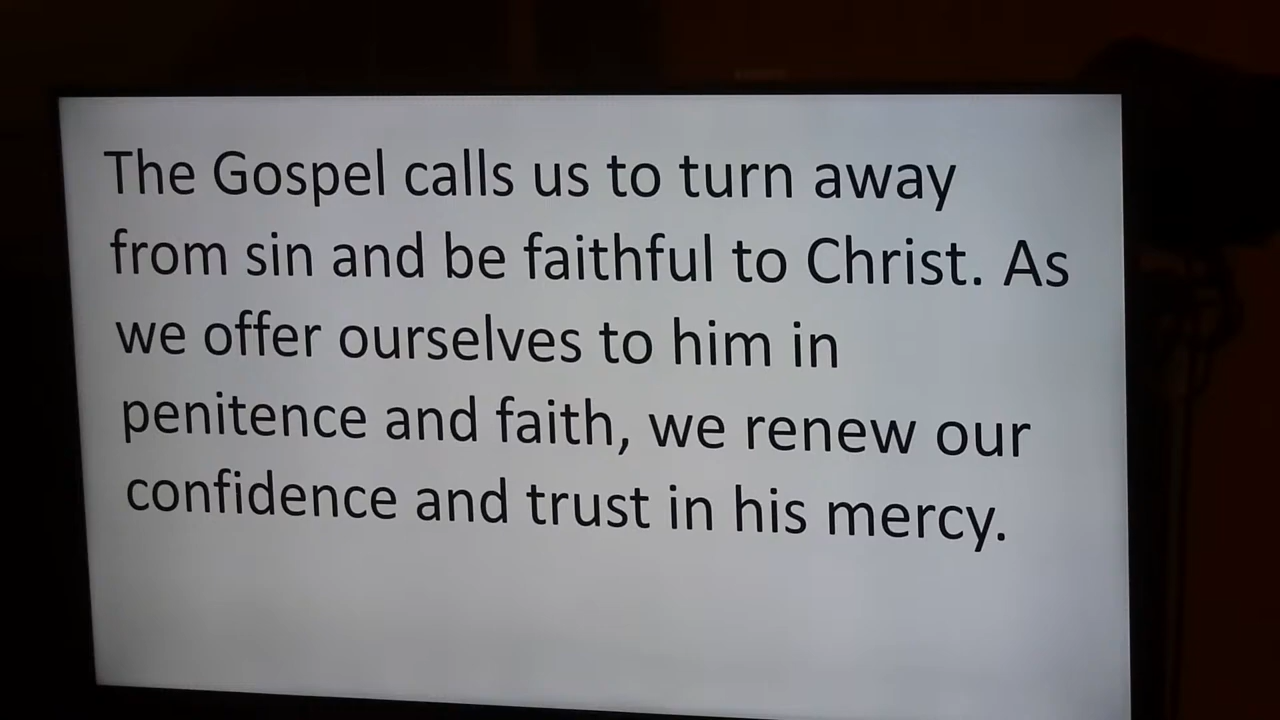 The Gospel calls us to turn away
from sin and be faithful to Christ. As
we offer ourselves to him in
penitence and faith, we renew our
confidence and trust in his mercy.